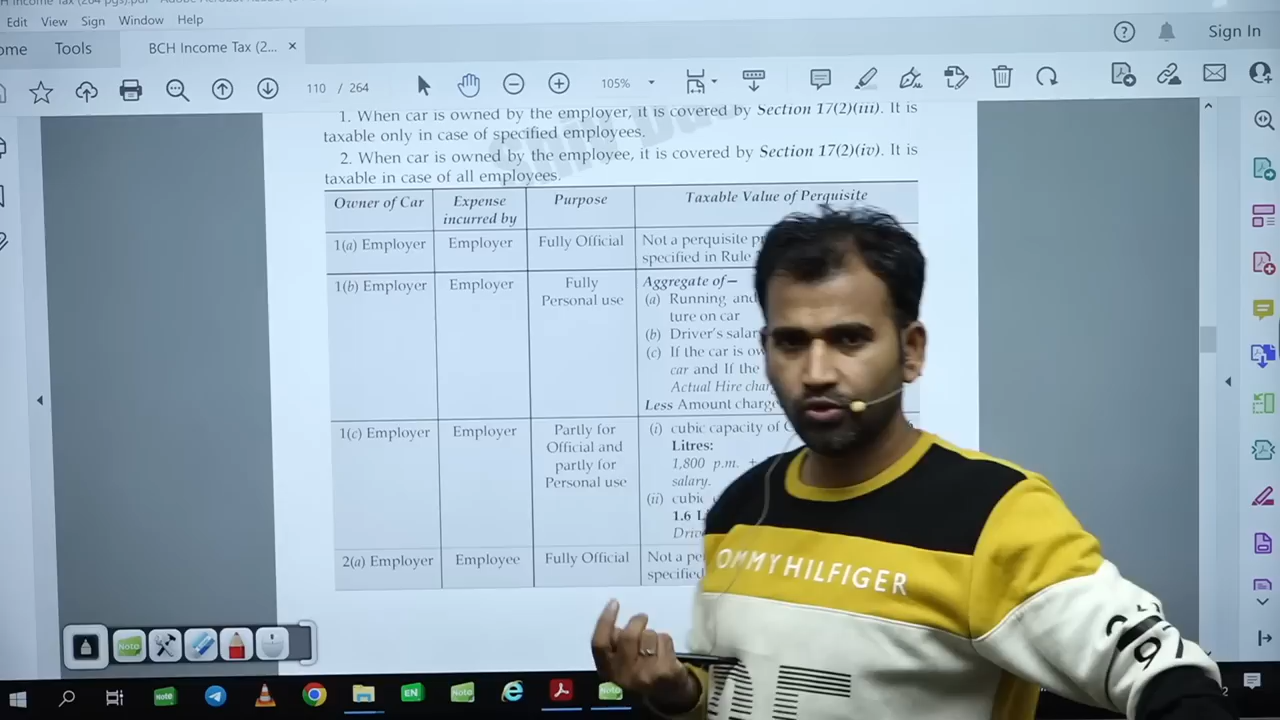 Edit View Sign Window Help
ome Tools BCH Income Tax (2... × Sign In
110 / 264 105%
1. When car is owned by the employer, it is covered by Section 17(2)(iii). It is
taxable only in case of specified employees.
2. When car is owned by the employee, it is covered by Section 17(2)(iv). It is
taxable in case of all employees.
Owner of Car Expense incurred by Purpose Taxable Value of Perquisite
1(a) Employer Employer Fully Official Not a perquisite
specified in Rule
1(b) Employer Employer Fully Personal use Aggregate of—
(a) Running and
ture on car
(b) Driver's
(c) If the car is
car and If the
Actual Hire
Less Amount
1(c) Employer Employer Partly for Official and partly for Personal use (i) cubic capacity of
Litres:
1,800 p.m. +
salary.
(ii) cubic
1.6
2(a) Employer Employee Fully Official Not a
specified
OMMY HILFIGER
Note
Note EN Note Note